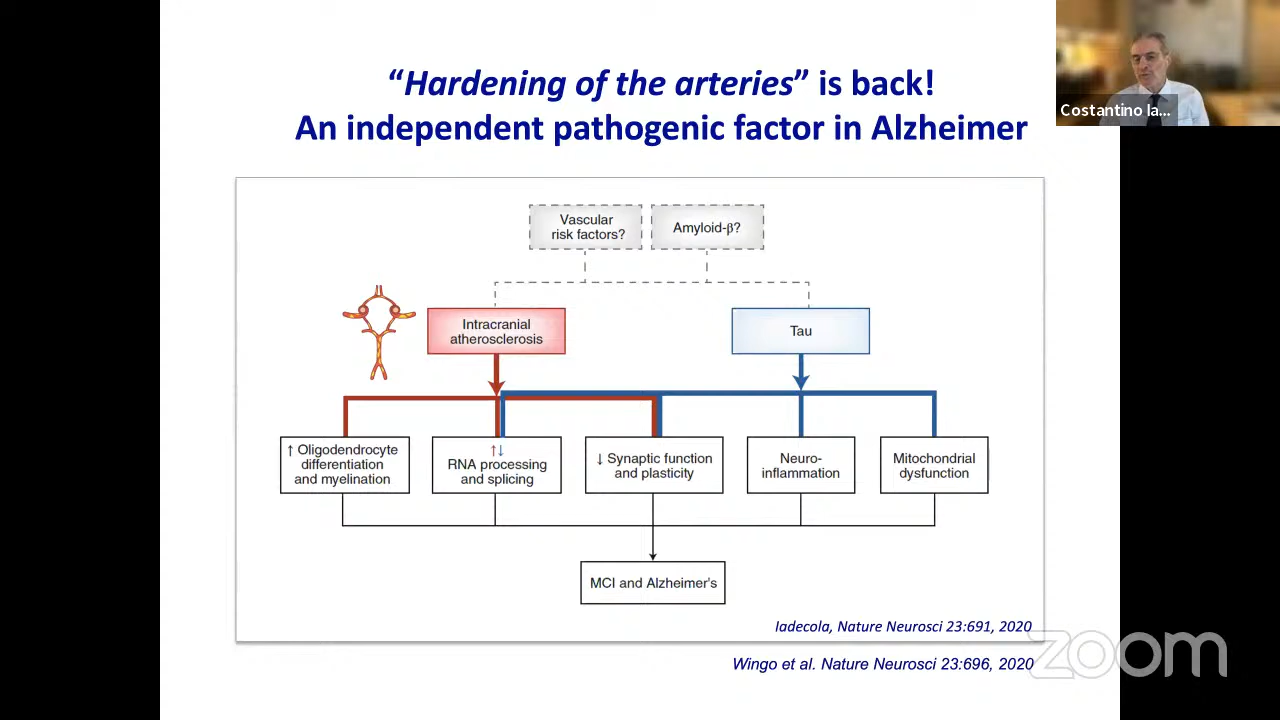 “Hardening of the arteries” is back!
An independent pathogenic factor in Alzheimer
Costantino Ia...
Vascular
risk factors?
Amyloid-β?
Intracranial
atherosclerosis
Tau
↑ Oligodendrocyte
differentiation
and myelination
↑↓
RNA processing
and splicing
↓ Synaptic function
and plasticity
Neuro-
inflammation
Mitochondrial
dysfunction
MCI and Alzheimer's
Iadecola, Nature Neurosci 23:691, 2020
Wingo et al. Nature Neurosci 23:696, 2020
zoom